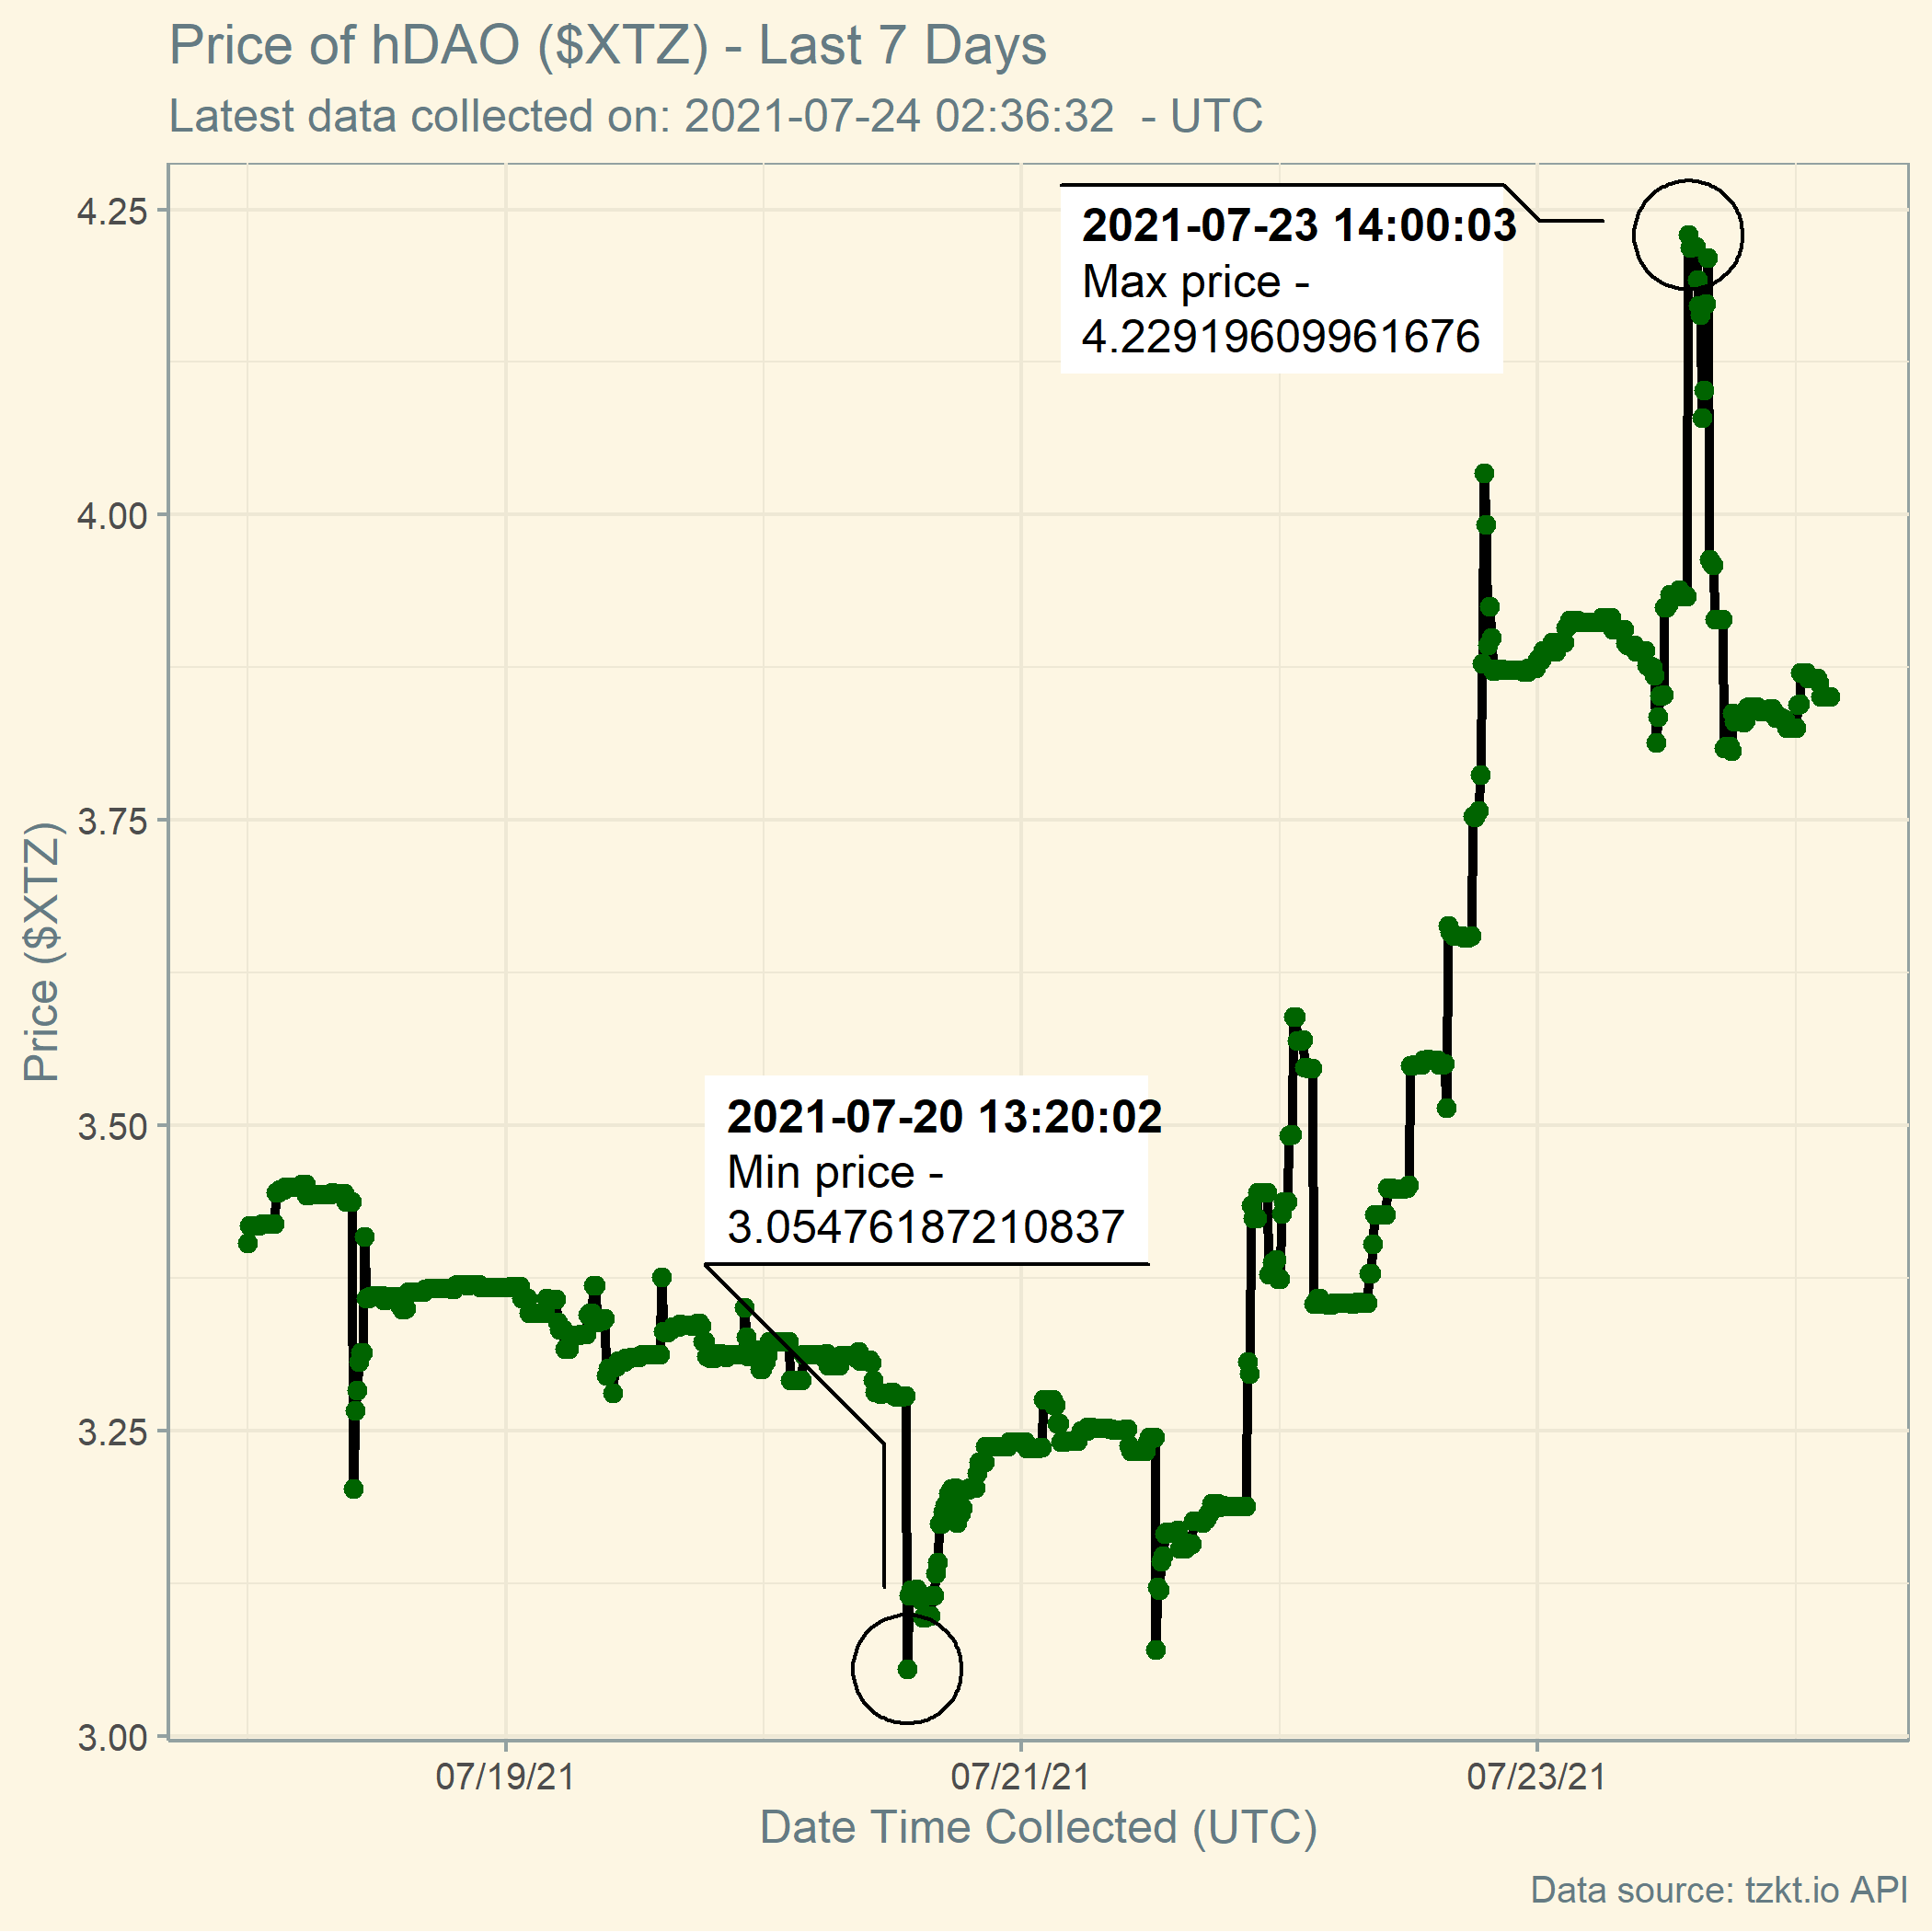 Price of hDAO ($XTZ) - Last 7 Days
Latest data collected on: 2021-07-24 02:36:32  - UTC
2021-07-23 14:00:03
Max price -
4.22919609961676
2021-07-20 13:20:02
Min price -
3.05476187210837
Price ($XTZ)
4.25
4.00
3.75
3.50
3.25
3.00
07/19/21
07/21/21
07/23/21
Date Time Collected (UTC)
Data source: tzkt.io API